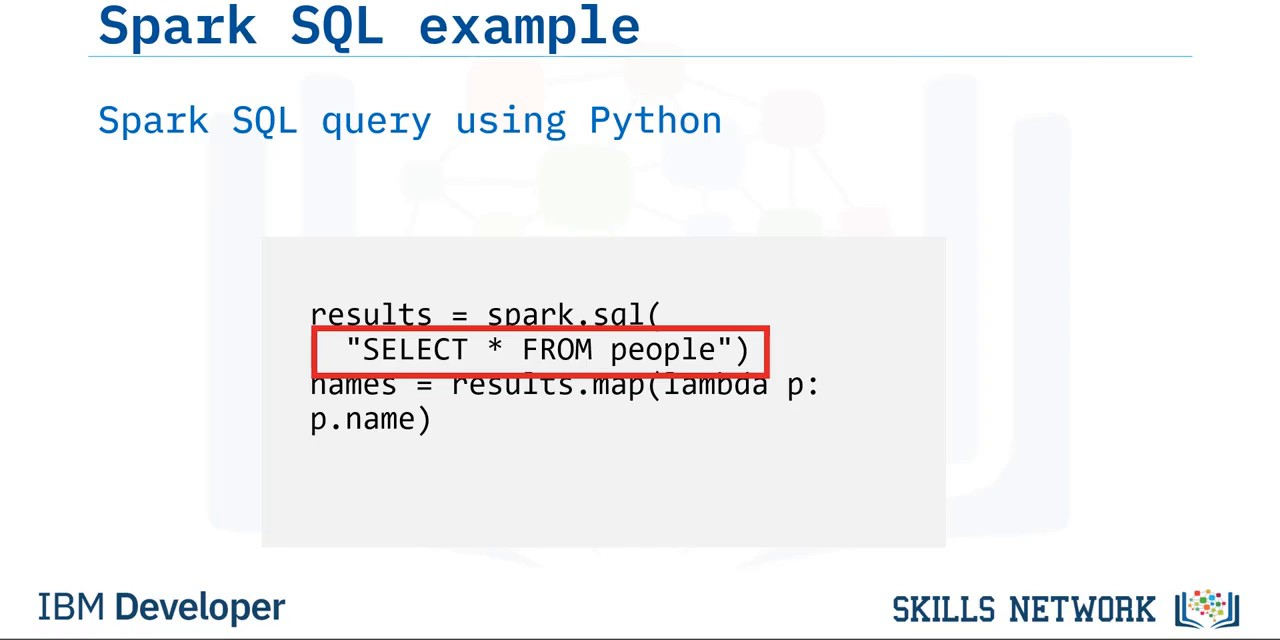 Spark SQL example
Spark SQL query using Python
results = spark.sql(
"SELECT * FROM people")
names = results.map(lambda p:
p.name)
IBM Developer
SKILLS NETWORK